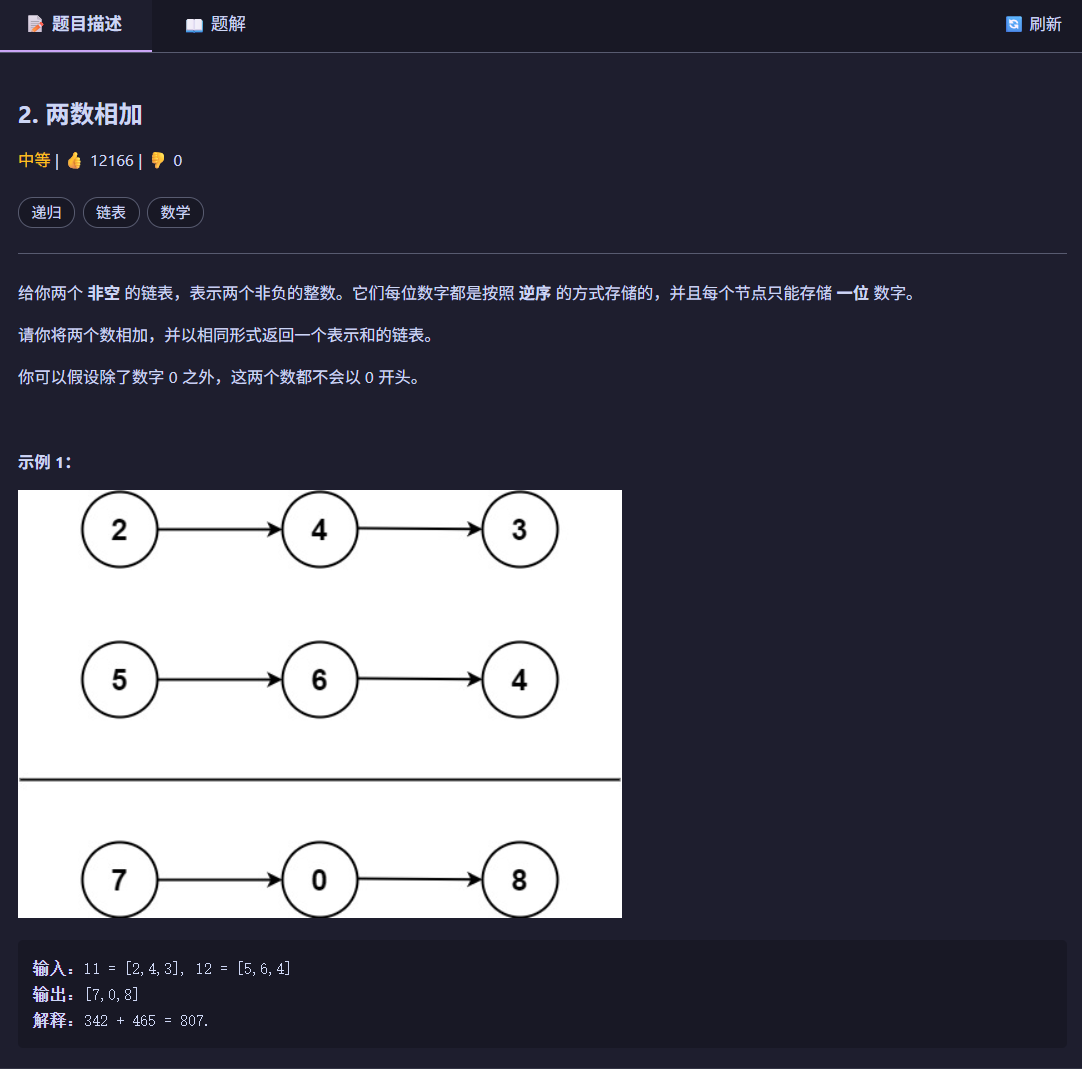 📝 题目描述
📖 题解
🔄 刷新
2. 两数相加
中等 | 👍 12166 | 👎 0
递归 链表 数学
给你两个 非空 的链表，表示两个非负的整数。它们每位数字都是按照 逆序 的方式存储的，并且每个节点只能存储 一位 数字。
请你将两个数相加，并以相同形式返回一个表示和的链表。
你可以假设除了数字 0 之外，这两个数都不会以 0 开头。
示例 1：
2 4 3
5 6 4
7 0 8
输入：l1 = [2,4,3], l2 = [5,6,4]
输出：[7,0,8]
解释：342 + 465 = 807.